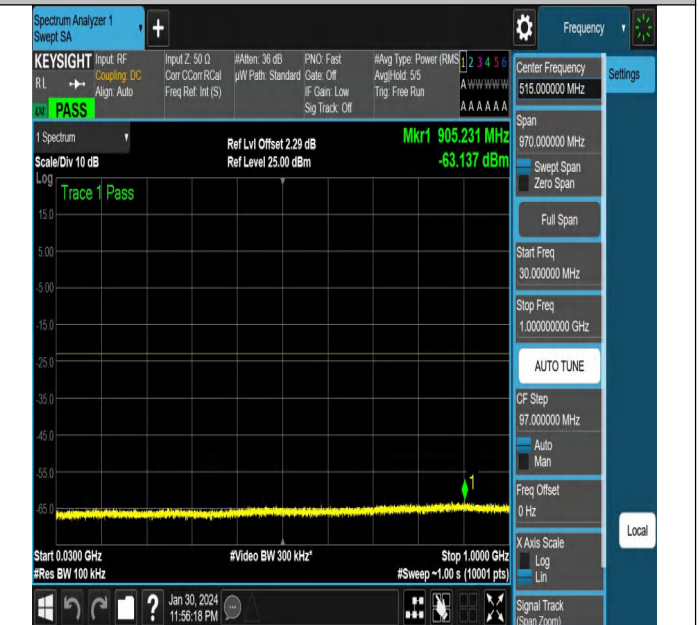 Spectrum Analyzer 1
Swept SA
+
Frequency
KEYSIGHT
RL
LXI
PASS
Input: RF
Coupling: DC
Align: Auto
Input Z: 50 Ω
Corr CCorr RCal
Freq Ref: Int (S)
#Atten: 36 dB
µW Path: Standard
PNO: Fast
Gate: Off
IF Gain: Low
Sig Track: Off
#Avg Type: Power (RMS
Avg|Hold: 5/5
Trig: Free Run
1 2 3 4 5 6
A W W W W W
A A A A A A
1 Spectrum
Scale/Div 10 dB
Log
Ref Lvl Offset 2.29 dB
Ref Level 25.00 dBm
Mkr1 905.231 MHz
-63.137 dBm
Trace 1 Pass
15.0
5.00
-5.00
-15.0
-25.0
-35.0
-45.0
-55.0
-65.0
1
Start 0.0300 GHz
#Res BW 100 kHz
#Video BW 300 kHz*
Stop 1.0000 GHz
#Sweep ~1.00 s (10001 pts)
Center Frequency
515.000000 MHz
Settings
Span
970.000000 MHz
Swept Span
Zero Span
Full Span
Start Freq
30.000000 MHz
Stop Freq
1.000000000 GHz
AUTO TUNE
CF Step
97.000000 MHz
Auto
Man
Freq Offset
0 Hz
X Axis Scale
Log
Lin
Signal Track
(Span Zoom)
Local
?
Jan 30, 2024
11:56:18 PM